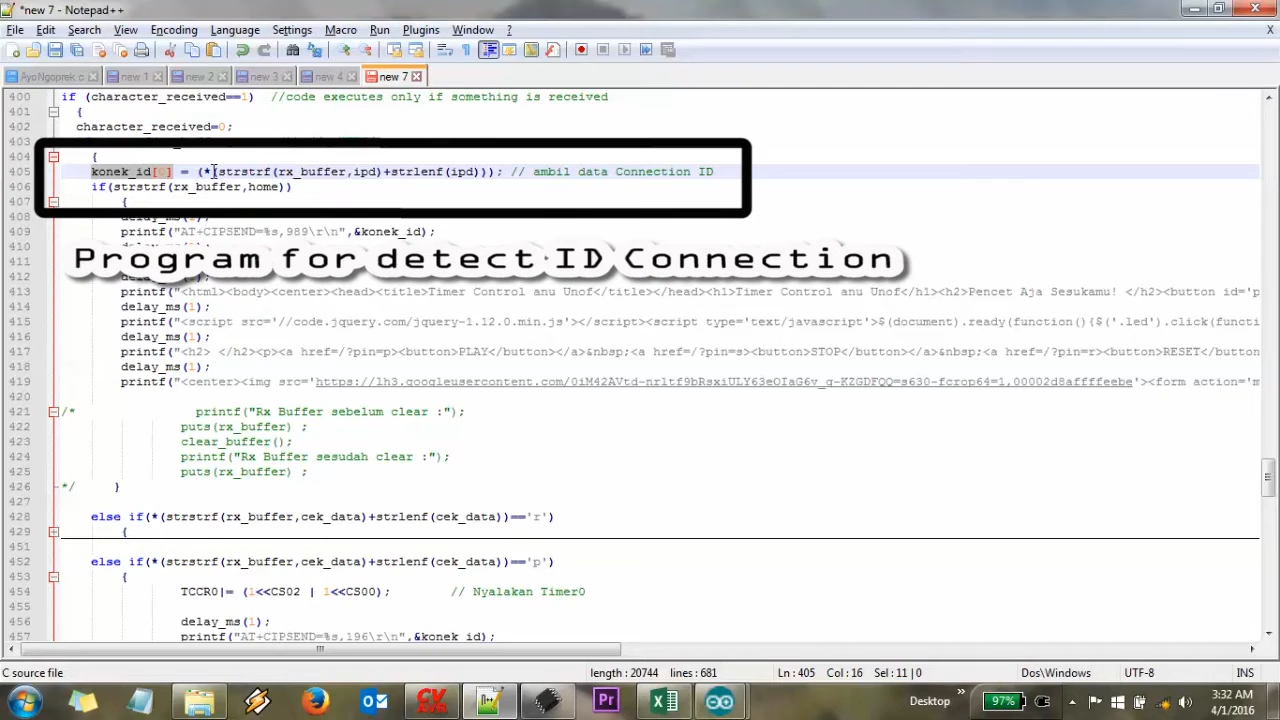 *new 7 - Notepad++
File Edit Search View Encoding Language Settings Macro Run Plugins Window ?
X
AyoNgoprek.c new 1 new 2 new 3 new 4 new 7
400 if (character_received==1) //code executes only if something is received
401 {
402 character_received=0;
403
404 {
405 konek_id[0] = (*(strstrf(rx_buffer,ipd)+strlenf(ipd))); // ambil data Connection ID
406 if(strstrf(rx_buffer,home))
407 {
408 delay_ms(1);
409 printf("AT+CIPSEND=%s,989\r\n",&konek_id);
410
Program for detect ID Connection
411
412
413 printf("<html><body><center><head><title>Timer Control anu Unof</title></head><h1>Timer Control anu Unof</h1><h2>Pencet Aja Sesukamu! </h2><button id='p
414 delay_ms(1);
415 printf("<script src='//code.jquery.com/jquery-1.12.0.min.js'></script><script type='text/javascript'>$(document).ready(function(){$('.led').click(functi
416 delay_ms(1);
417 printf("<h2> </h2><p><a href=/?pin=p><button>PLAY</button></a>&nbsp;<a href=/?pin=s><button>STOP</button></a>&nbsp;<a href=/?pin=r><button>RESET</button
418 delay_ms(1);
419 printf("<center><img src='https://lh3.googleusercontent.com/0iM42AVtd-nrltf9bRsxiULY63eOIaG6v_q-KZGDFQQ=s630-fcrop64=1,00002d8affffeebe'><form action='m
420
421 /* printf("Rx Buffer sebelum clear :");
422 puts(rx_buffer) ;
423 clear_buffer();
424 printf("Rx Buffer sesudah clear :");
425 puts(rx_buffer) ;
426 */ }
427
428 else if(*(strstrf(rx_buffer,cek_data)+strlenf(cek_data))=='r')
429 {
451
452 else if(*(strstrf(rx_buffer,cek_data)+strlenf(cek_data))=='p')
453 {
454 TCCR0|= (1<<CS02 | 1<<CS00); // Nyalakan Timer0
455
456 delay_ms(1);
457 printf("AT+CIPSEND=%s,196\r\n",&konek_id);
C source file length : 20744 lines : 681 Ln : 405 Col : 16 Sel : 11 | 0 Dos\Windows UTF-8 INS
CV AVR Pr Desktop 97% 3:32 AM
4/1/2016